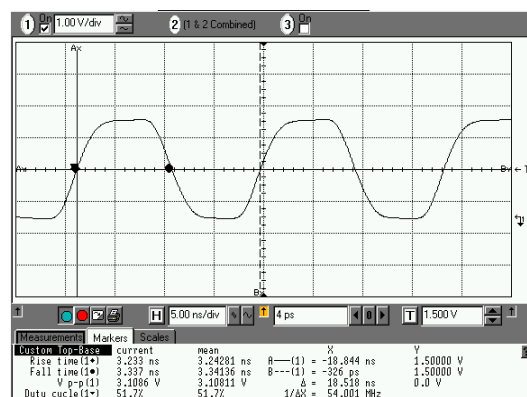 1 On 1.00 V/div 2 (1 & 2 Combined) 3 On
Ax
Bx
H 5.00 ns/div 4 ps 0 T 1.500 V
Measurements Markers Scales
Custom Top-Base current mean X Y
Rise time(1♦) 3.233 ns 3.24281 ns A──(1) = -18.844 ns 1.50000 V
Fall time(1●) 3.337 ns 3.34136 ns B---(1) = -326 ps 1.50000 V
V p-p(1) 3.1086 V 3.10811 V Δ = 18.518 ns 0.0 V
Duty cycle(1▾) 51.7% 51.7% 1/ΔX = 54.001 MHz